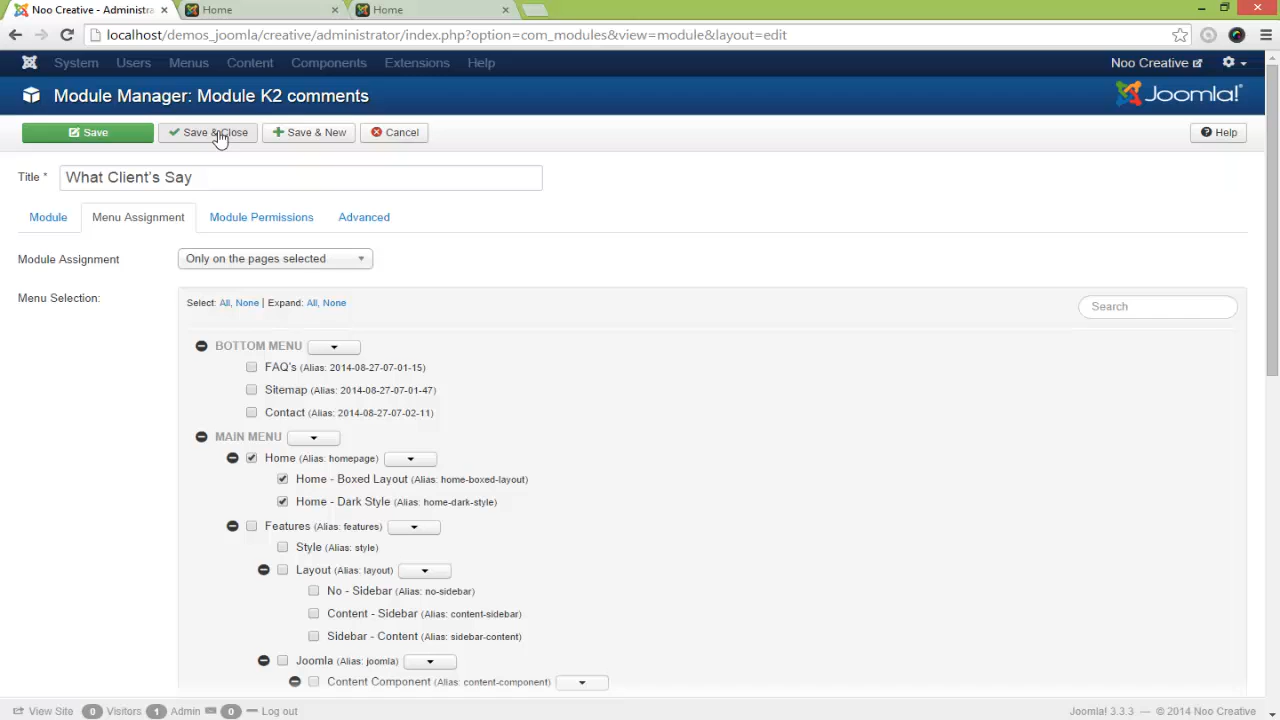 Noo Creative - Administra
Home
Home
localhost/demos_joomla/creative/administrator/index.php?option=com_modules&view=module&layout=edit
System Users Menus Content Components Extensions Help Noo Creative
Module Manager: Module K2 comments Joomla!
Save Save & Close Save & New Cancel Help
Title * What Client's Say
Module Menu Assignment Module Permissions Advanced
Module Assignment Only on the pages selected
Menu Selection:
Select: All, None | Expand: All, None Search
BOTTOM MENU
FAQ's (Alias: 2014-08-27-07-01-15)
Sitemap (Alias: 2014-08-27-07-01-47)
Contact (Alias: 2014-08-27-07-02-11)
MAIN MENU
Home (Alias: homepage)
Home - Boxed Layout (Alias: home-boxed-layout)
Home - Dark Style (Alias: home-dark-style)
Features (Alias: features)
Style (Alias: style)
Layout (Alias: layout)
No - Sidebar (Alias: no-sidebar)
Content - Sidebar (Alias: content-sidebar)
Sidebar - Content (Alias: sidebar-content)
Joomla (Alias: joomla)
Content Component (Alias: content-component)
View Site 0 Visitors 1 Admin 0 Log out Joomla! 3.3.3 — © 2014 Noo Creative